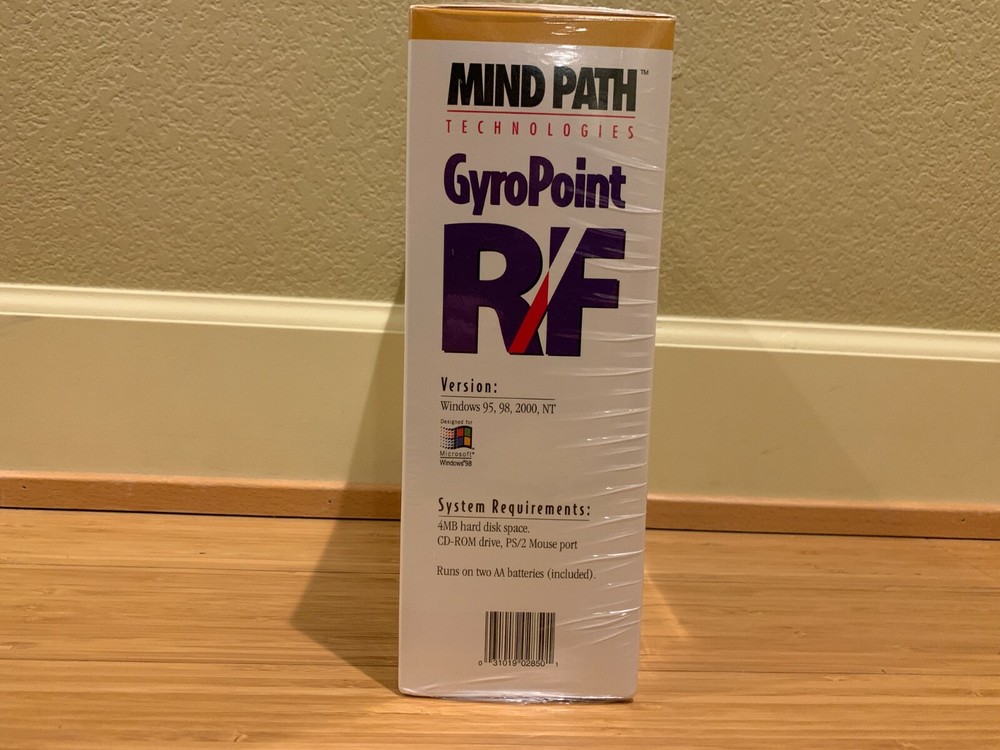 MIND PATH™
TECHNOLOGIES
GyroPoint
R/F
Version:
Windows 95, 98, 2000, NT
Designed for
Microsoft®
Windows®98
System Requirements:
4MB hard disk space.
CD-ROM drive, PS/2 Mouse port
Runs on two AA batteries (included).
0 31019 02850 1